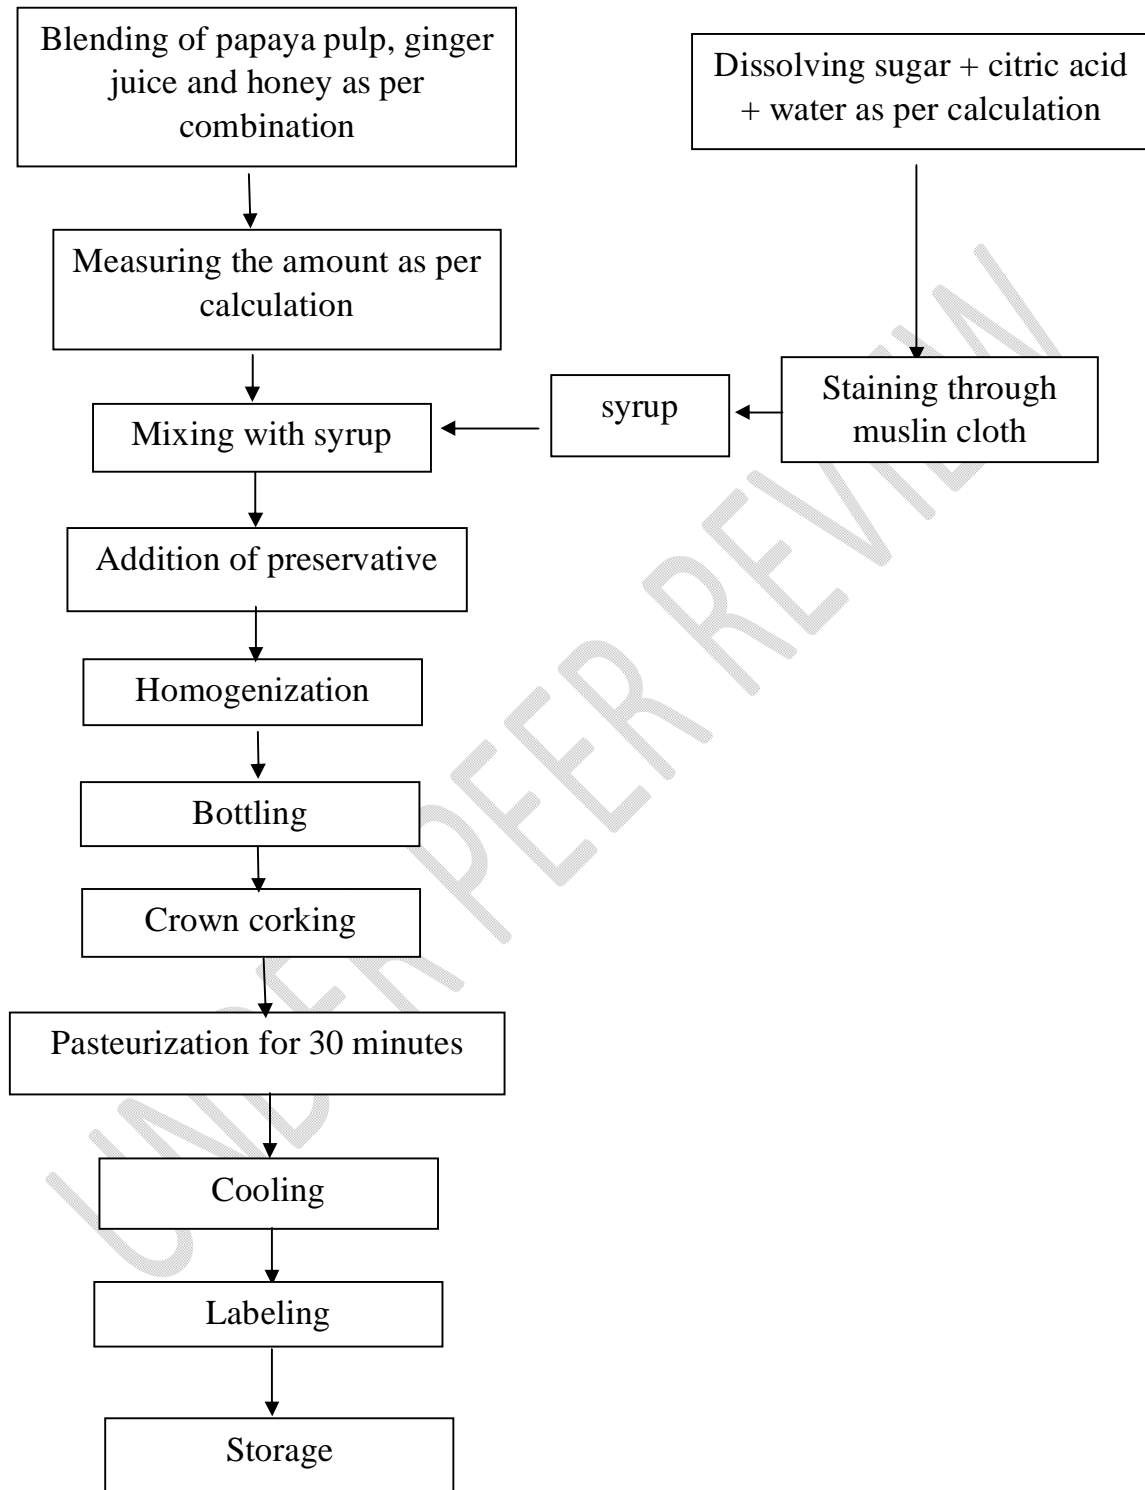 Blending of papaya pulp, ginger
juice and honey as per
combination
Dissolving sugar + citric acid
+ water as per calculation
Measuring the amount as per
calculation
Staining through
muslin cloth
syrup
Mixing with syrup
Addition of preservative
Homogenization
Bottling
Crown corking
Pasteurization for 30 minutes
Cooling
Labeling
Storage
UNDER PEER REVIEW